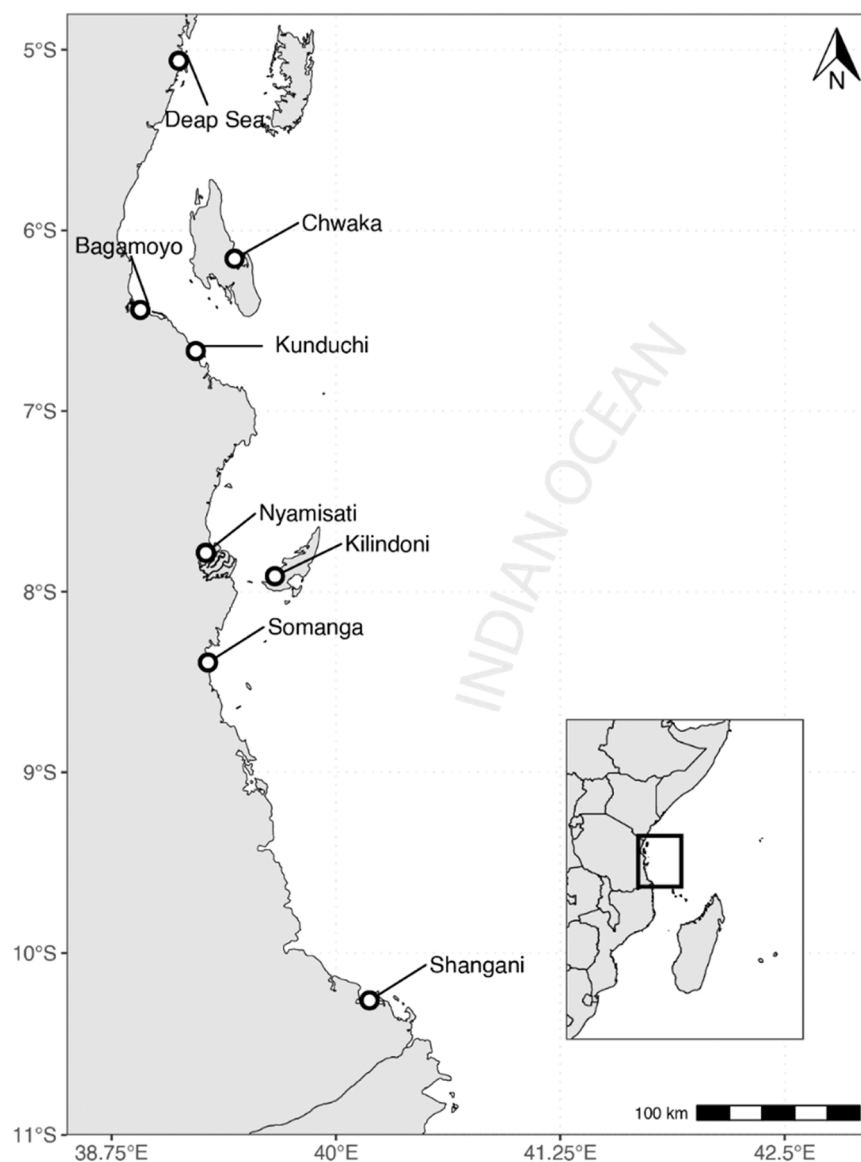 5°S
N
Deap Sea
6°S
Chwaka
Bagamoyo
Kunduchi
7°S
INDIAN OCEAN
Nyamisati
Kilindoni
8°S
Somanga
9°S
10°S
Shangani
100 km
11°S
38.75°E
40°E
41.25°E
42.5°E